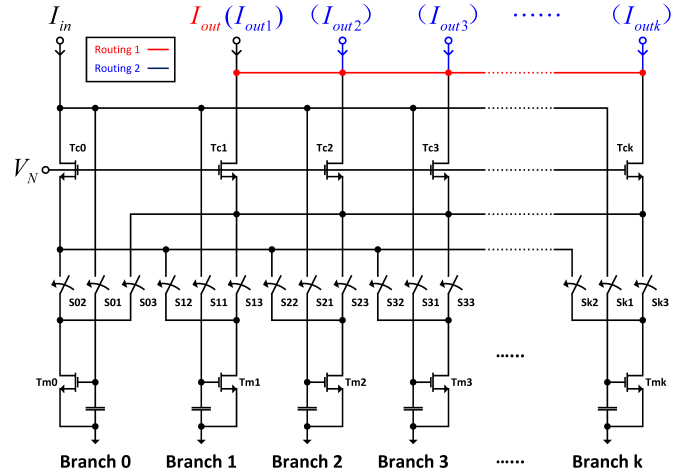 I_in I_out (I_out1) (I_out2) (I_out3) ······ (I_outk)
Routing 1
Routing 2
Tc0 Tc1 Tc2 Tc3 Tck
V_N
S02 S01 S03 S12 S11 S13 S22 S21 S23 S32 S31 S33 Sk2 Sk1 Sk3
Tm0 Tm1 Tm2 Tm3 Tmk
Branch 0 Branch 1 Branch 2 Branch 3 ······ Branch k